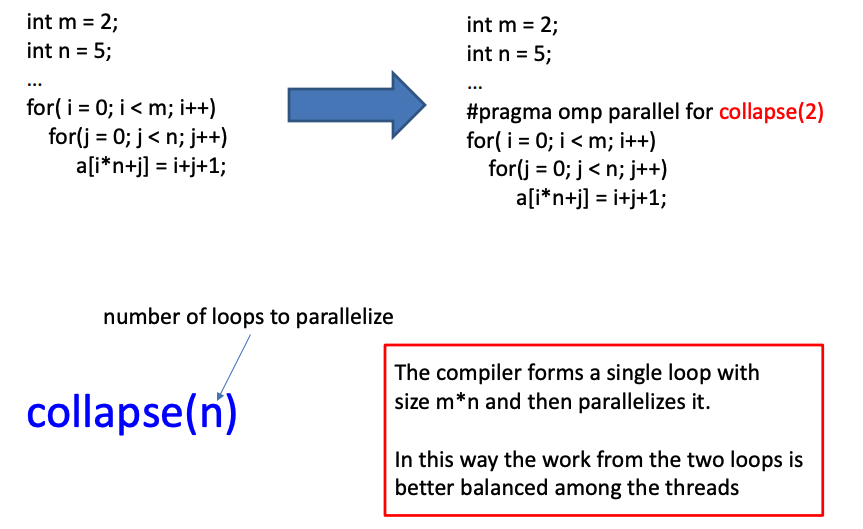 int m = 2;
int n = 5;
...
for( i = 0; i < m; i++)
for(j = 0; j < n; j++)
a[i*n+j] = i+j+1;
int m = 2;
int n = 5;
...
#pragma omp parallel for collapse(2)
for( i = 0; i < m; i++)
for(j = 0; j < n; j++)
a[i*n+j] = i+j+1;
number of loops to parallelize
collapse(n)
The compiler forms a single loop with
size m*n and then parallelizes it.
In this way the work from the two loops is
better balanced among the threads